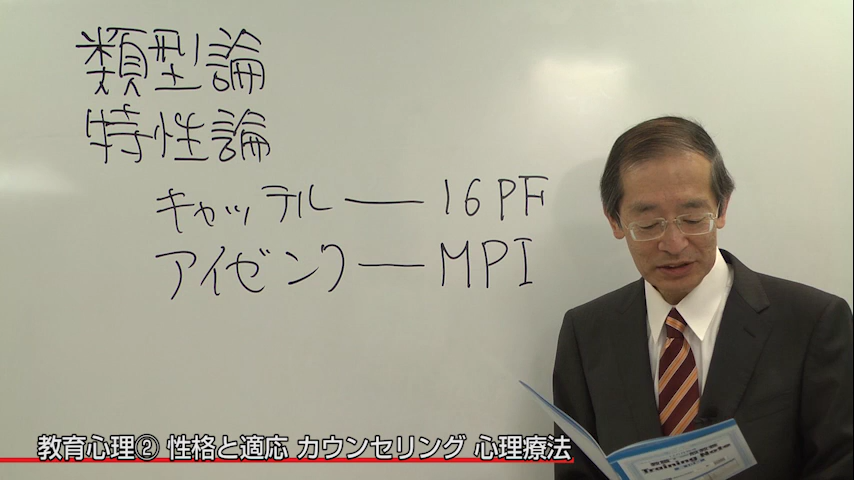 類型論
特性論
キャッテル — 16PF
アイゼンク — MPI
Training Note
教育心理② 性格と適応 カウンセリング 心理療法